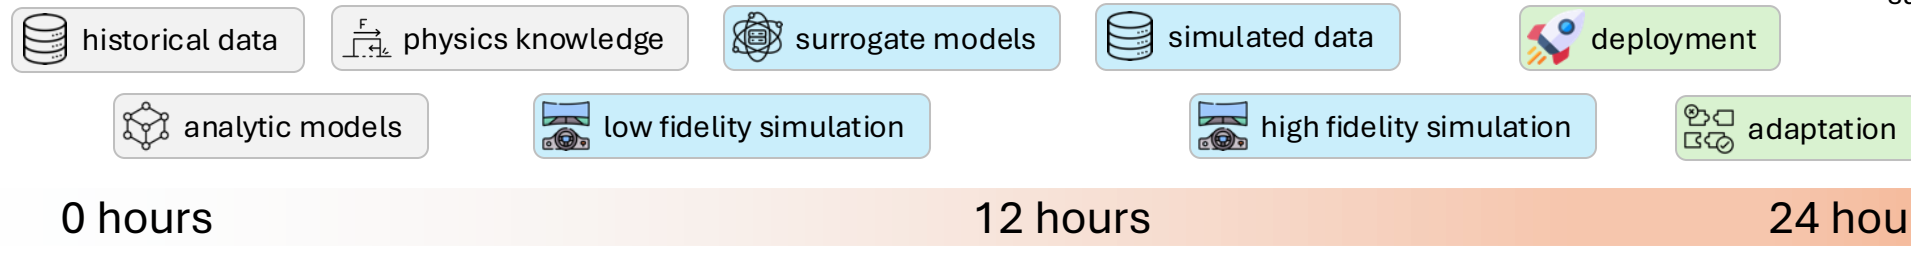 historical data
physics knowledge
surrogate models
simulated data
deployment
analytic models
low fidelity simulation
high fidelity simulation
adaptation
F
0 hours
12 hours
24 hou